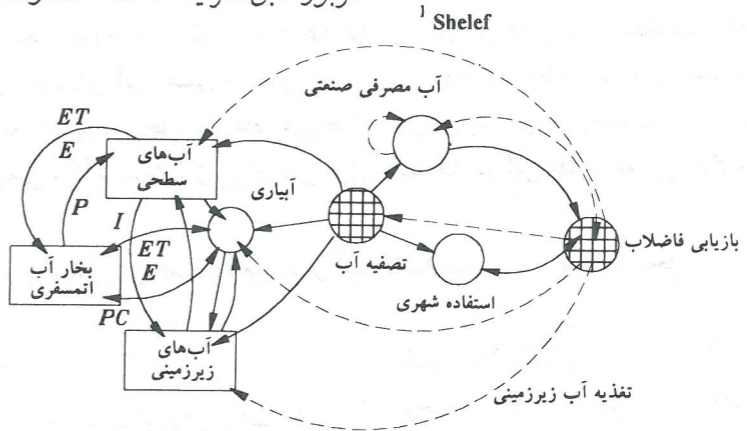 1 Shelef
آب مصرفی صنعتی
ET
E
P
آب‌های
سطحی
آبیاری
I
ET
E
بخار آب
اتمسفری
PC
تصفیه آب
بازیابی فاضلاب
استفاده شهری
آب‌های
زیرزمینی
تغذیه آب زیرزمینی